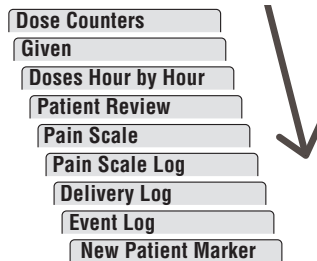 Dose Counters
Given
Doses Hour by Hour
Patient Review
Pain Scale
Pain Scale Log
Delivery Log
Event Log
New Patient Marker